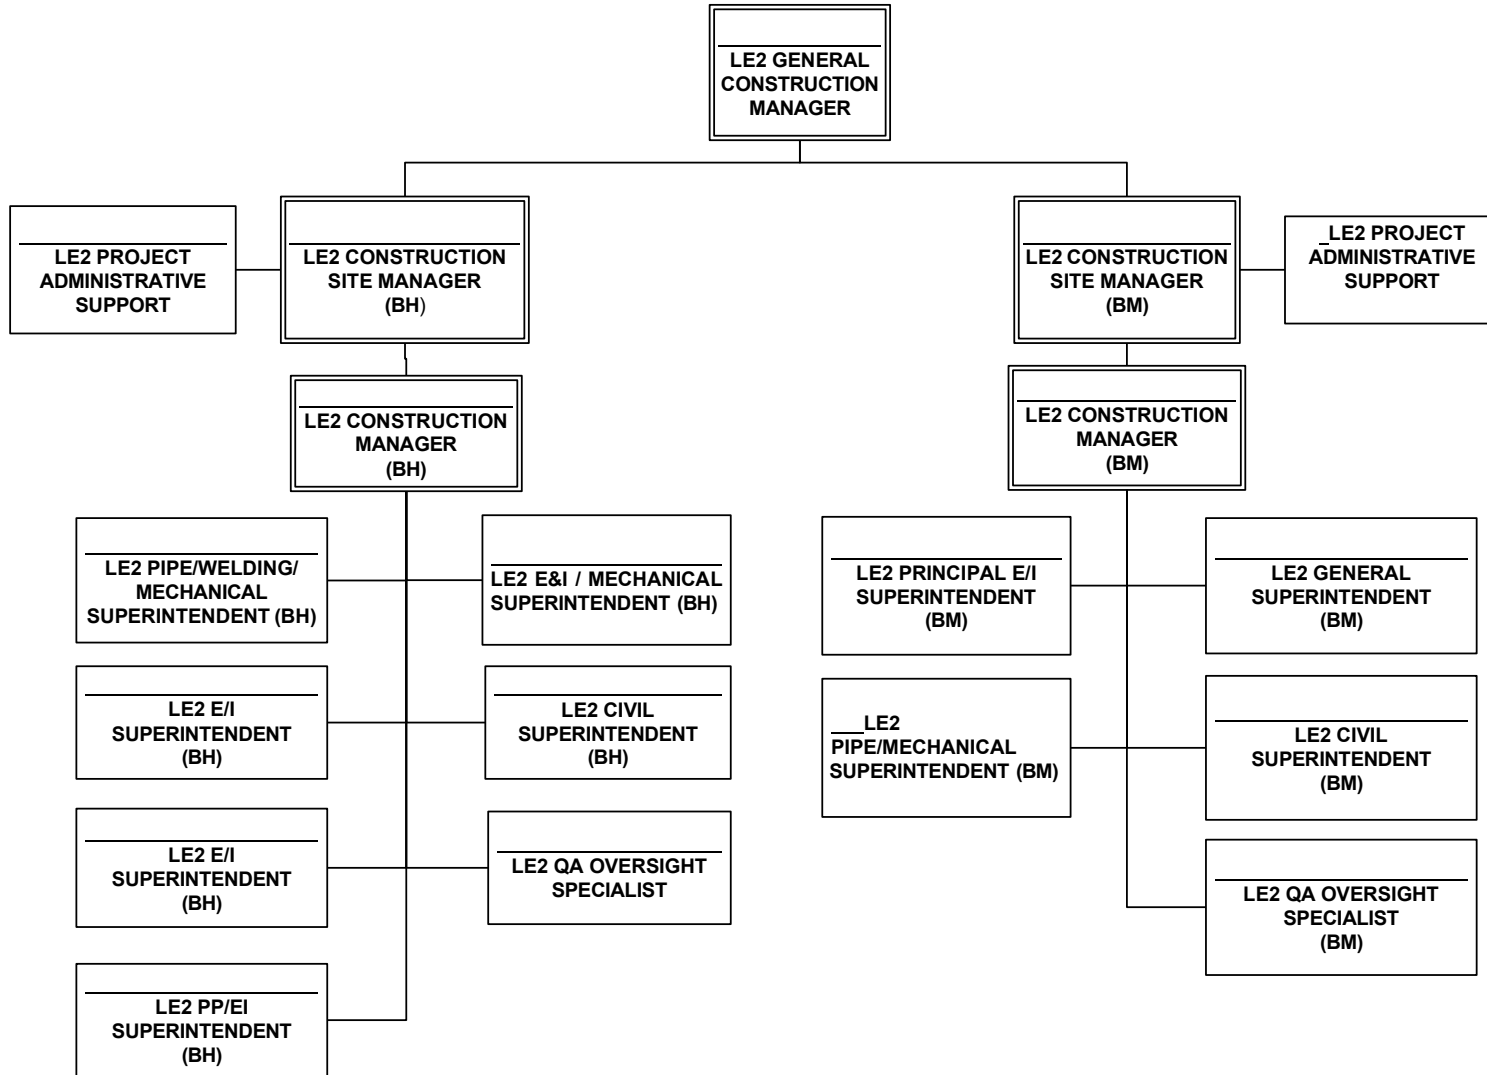 LE2 GENERAL
CONSTRUCTION
MANAGER
LE2 PROJECT
ADMINISTRATIVE
SUPPORT
LE2 CONSTRUCTION
SITE MANAGER
(BH)
LE2 CONSTRUCTION
SITE MANAGER
(BM)
_LE2 PROJECT
ADMINISTRATIVE
SUPPORT
LE2 CONSTRUCTION
MANAGER
(BH)
LE2 CONSTRUCTION
MANAGER
(BM)
LE2 PIPE/WELDING/
MECHANICAL
SUPERINTENDENT (BH)
LE2 E&I / MECHANICAL
SUPERINTENDENT (BH)
LE2 PRINCIPAL E/I
SUPERINTENDENT
(BM)
LE2 GENERAL
SUPERINTENDENT
(BM)
LE2 E/I
SUPERINTENDENT
(BH)
LE2 CIVIL
SUPERINTENDENT
(BH)
___LE2
PIPE/MECHANICAL
SUPERINTENDENT (BM)
LE2 CIVIL
SUPERINTENDENT
(BM)
LE2 E/I
SUPERINTENDENT
(BH)
LE2 QA OVERSIGHT
SPECIALIST
LE2 QA OVERSIGHT
SPECIALIST
(BM)
LE2 PP/EI
SUPERINTENDENT
(BH)